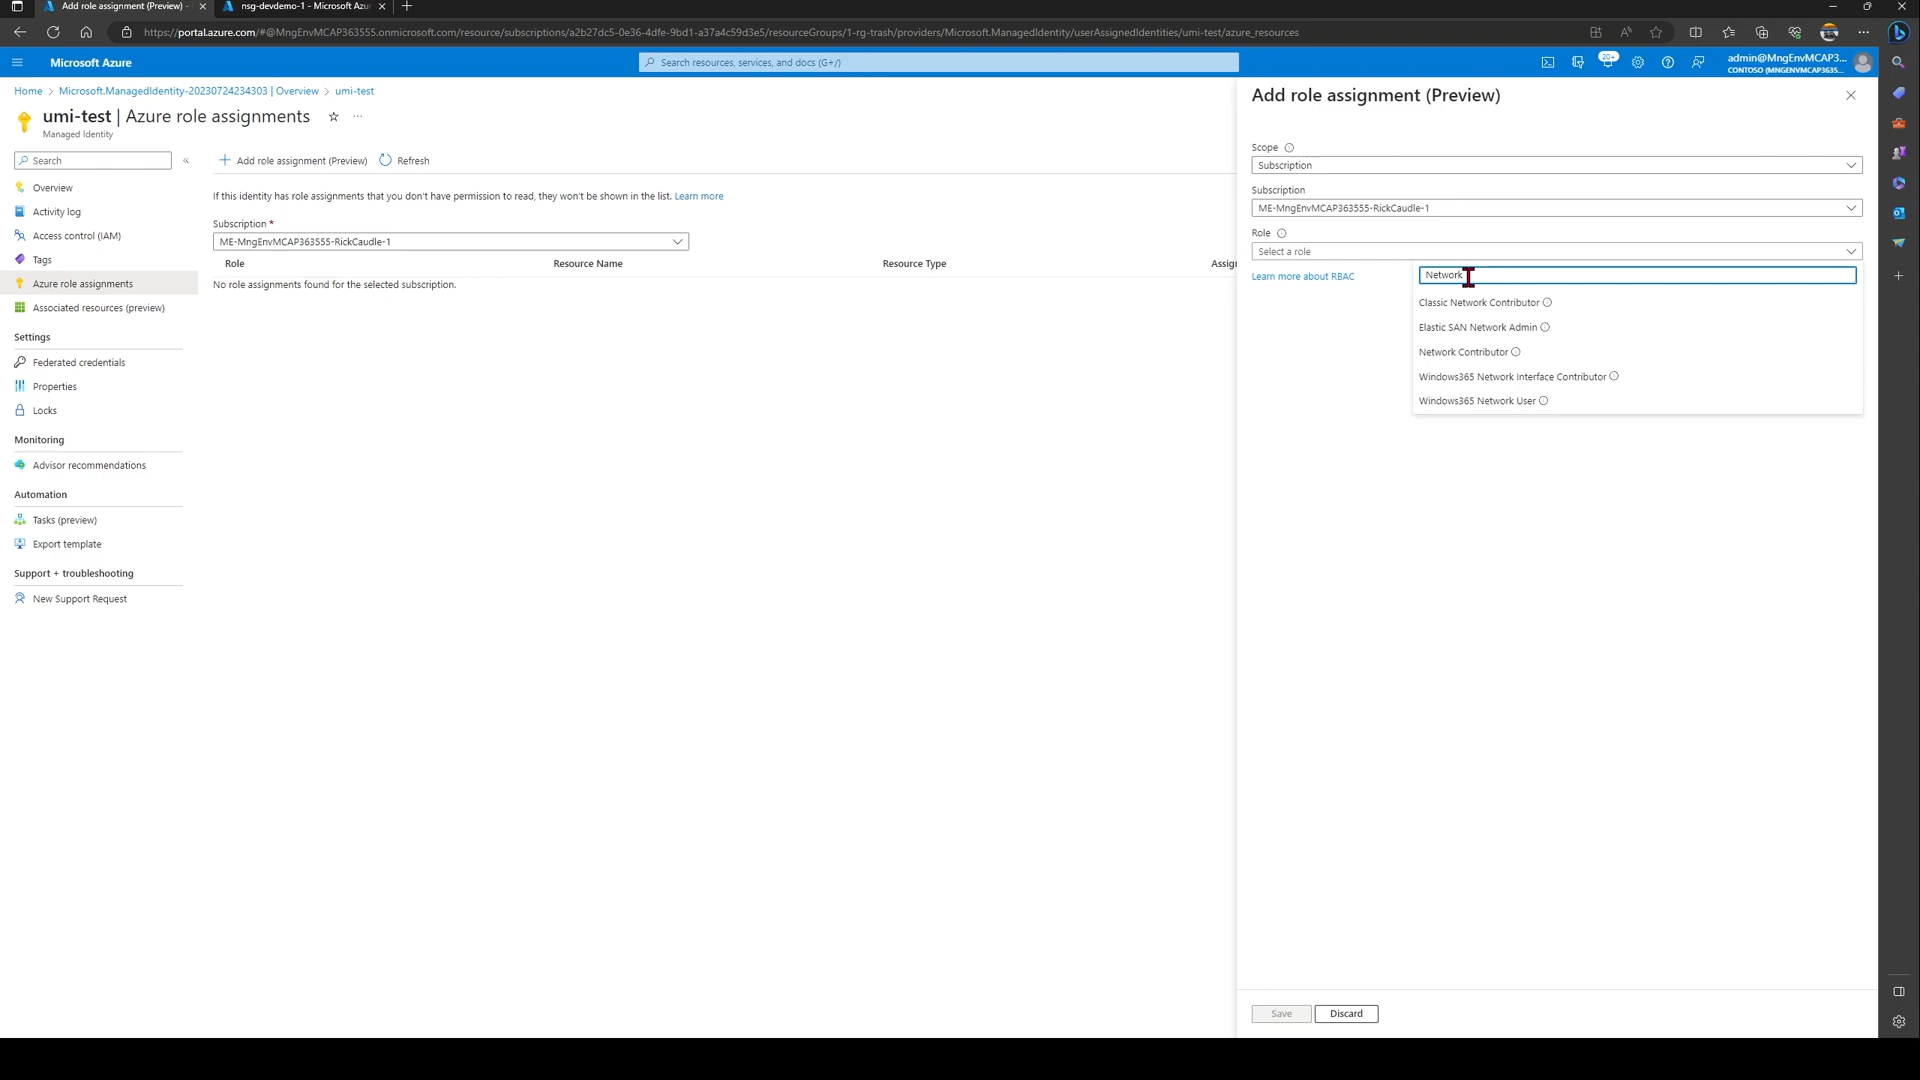 Add role assignment (Preview) -
nsg-devdemo-1 - Microsoft Azur
https://portal.azure.com/#@MngEnvMCAP363555.onmicrosoft.com/resource/subscriptions/a2b27dc5-0e36-4dfe-9bd1-a37a4c59d3e5/resourceGroups/1-rg-trash/providers/Microsoft.ManagedIdentity/userAssignedIdentities/umi-test/azure_resources
Microsoft Azure
Search resources, services, and docs (G+/)
20+
admin@MngEnvMCAP3...
CONTOSO (MNGENVMCAP3635...
Home > Microsoft.ManagedIdentity-20230724234303 | Overview > umi-test
umi-test | Azure role assignments
Managed Identity
Search
Overview
Activity log
Access control (IAM)
Tags
Azure role assignments
Associated resources (preview)
Settings
Federated credentials
Properties
Locks
Monitoring
Advisor recommendations
Automation
Tasks (preview)
Export template
Support + troubleshooting
New Support Request
Add role assignment (Preview)
Refresh
If this identity has role assignments that you don't have permission to read, they won't be shown in the list. Learn more
Subscription *
ME-MngEnvMCAP363555-RickCaudle-1
Role Resource Name Resource Type Assigr
No role assignments found for the selected subscription.
Add role assignment (Preview)
Scope
Subscription
Subscription
ME-MngEnvMCAP363555-RickCaudle-1
Role
Select a role
Learn more about RBAC
Network
Classic Network Contributor
Elastic SAN Network Admin
Network Contributor
Windows365 Network Interface Contributor
Windows365 Network User
Save
Discard